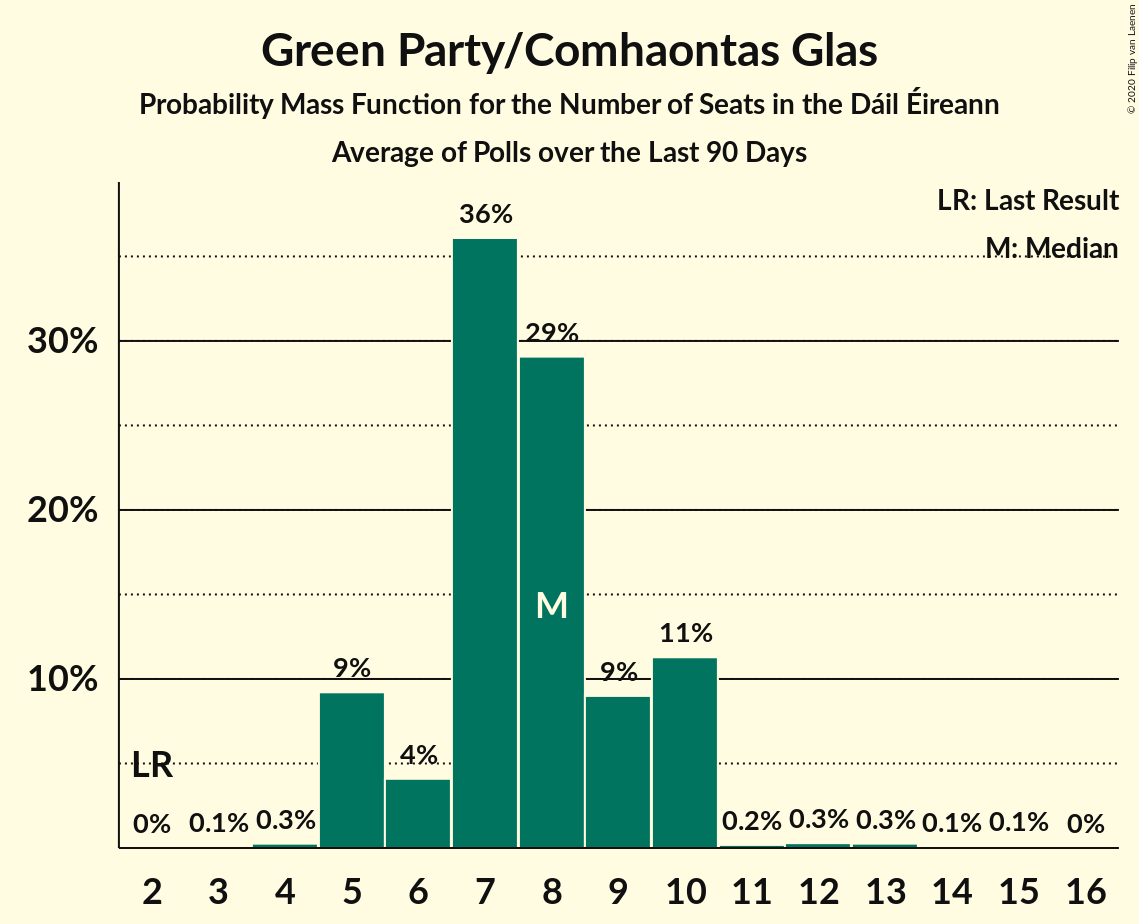 Green Party/Comhaontas Glas
Probability Mass Function for the Number of Seats in the Dáil Éireann
Average of Polls over the Last 90 Days
© 2020 Filip van Laenen
LR: Last Result
M: Median
36%
29%
30%
20%
M
11%
9%
9%
10%
4%
LR
0% 0.1% 0.3% 0.2% 0.3% 0.3% 0.1% 0.1% 0%
2 3 4 5 6 7 8 9 10 11 12 13 14 15 16